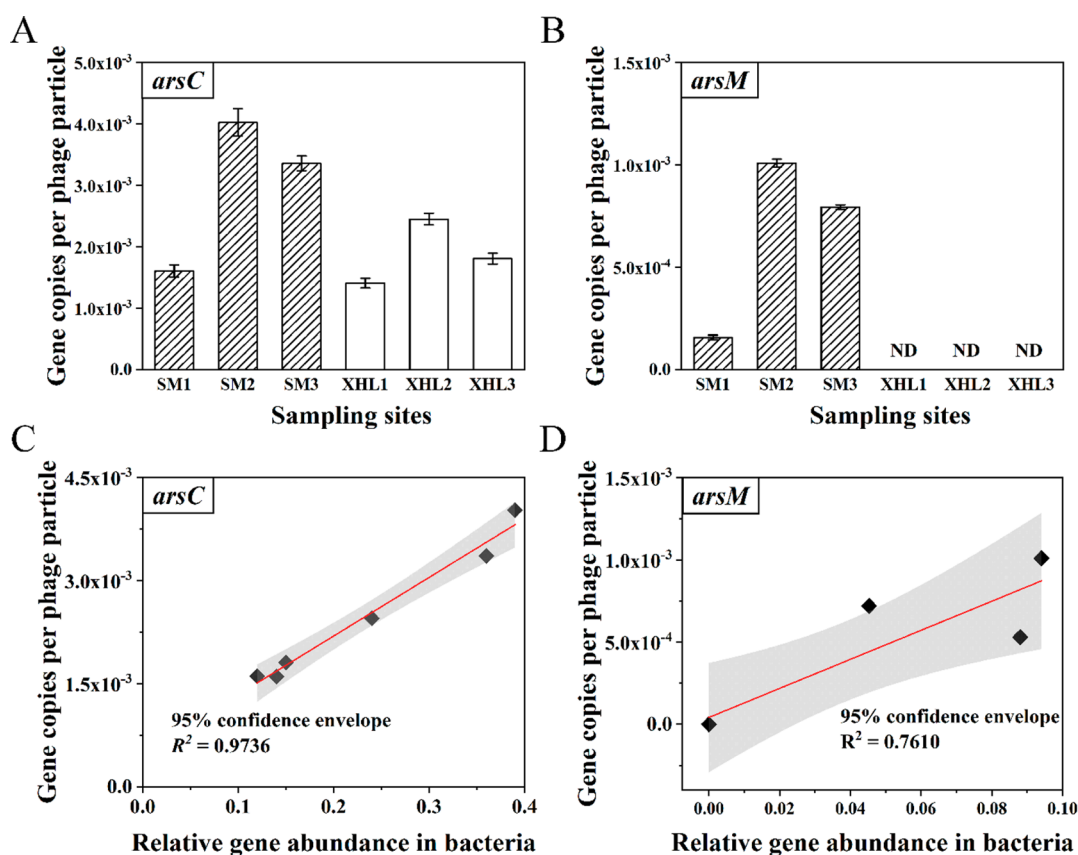 A
Gene copies per phage particle
5.0x10⁻³
4.0x10⁻³
3.0x10⁻³
2.0x10⁻³
1.0x10⁻³
0.0
arsC
SM1 SM2 SM3 XHL1 XHL2 XHL3
Sampling sites
B
Gene copies per phage particle
1.5x10⁻³
1.0x10⁻³
5.0x10⁻⁴
0.0
arsM
ND ND ND
SM1 SM2 SM3 XHL1 XHL2 XHL3
Sampling sites
C
Gene copies per phage particle
4.5x10⁻³
3.0x10⁻³
1.5x10⁻³
0.0
arsC
95% confidence envelope
R² = 0.9736
0.0 0.1 0.2 0.3 0.4
Relative gene abundance in bacteria
D
Gene copies per phage particle
1.5x10⁻³
1.0x10⁻³
5.0x10⁻⁴
0.0
arsM
95% confidence envelope
R² = 0.7610
0.00 0.02 0.04 0.06 0.08 0.10
Relative gene abundance in bacteria